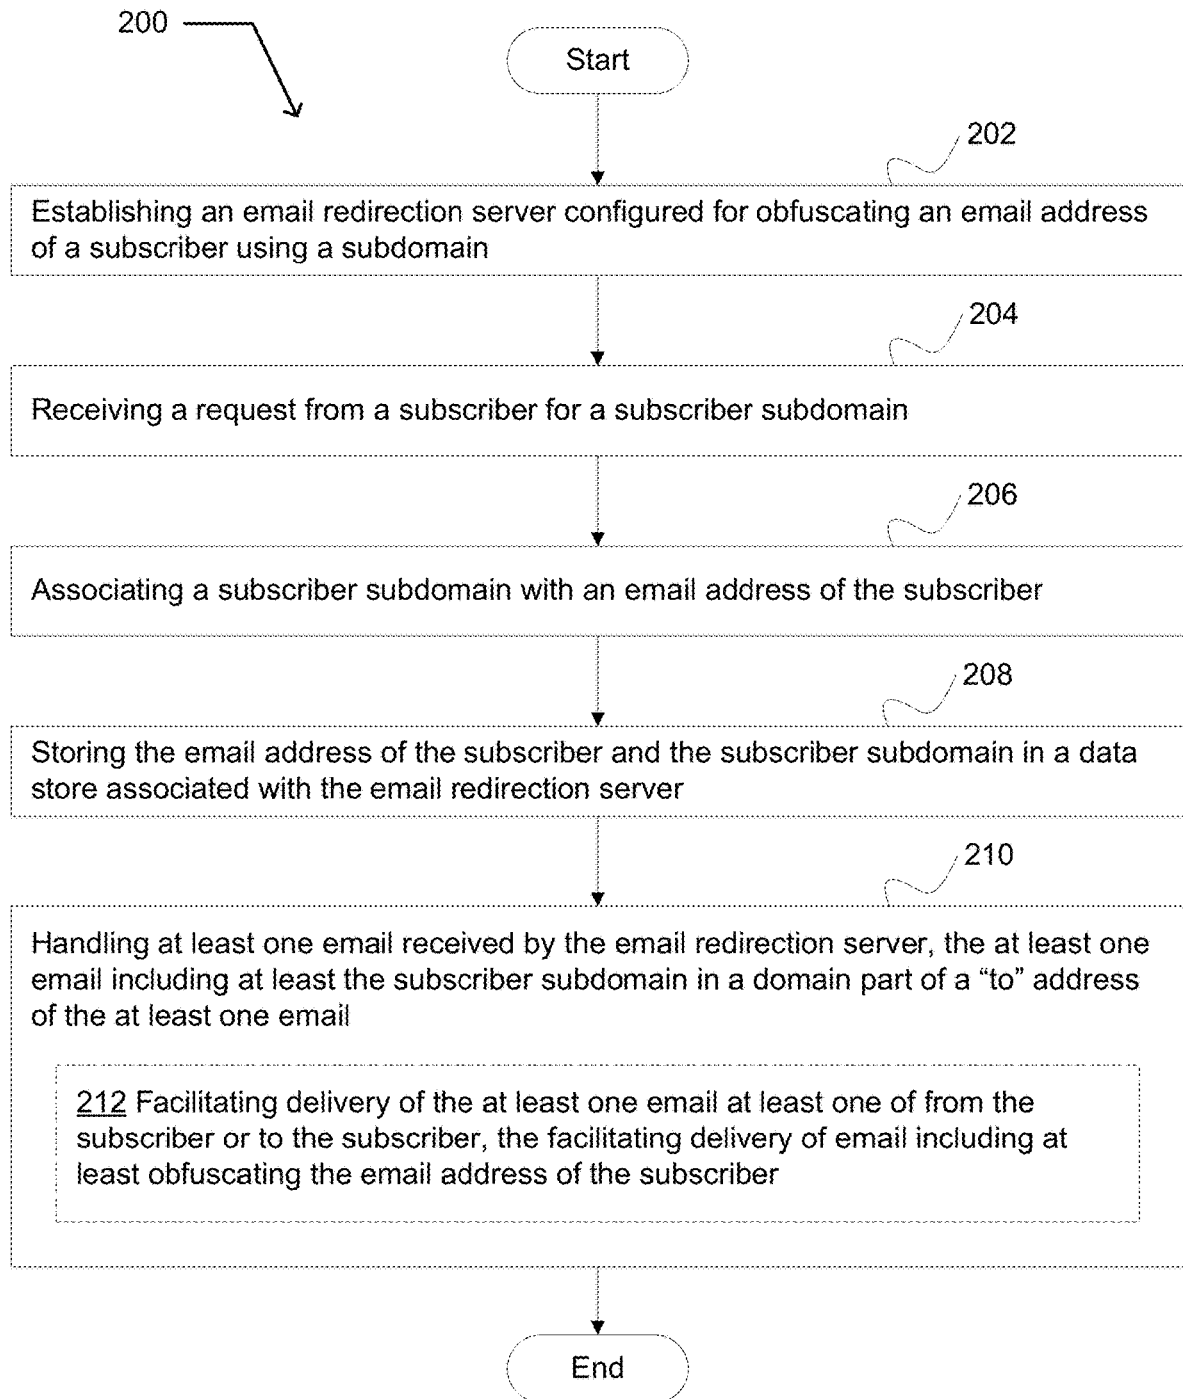 200
Start
202
Establishing an email redirection server configured for obfuscating an email address
of a subscriber using a subdomain
204
Receiving a request from a subscriber for a subscriber subdomain
206
Associating a subscriber subdomain with an email address of the subscriber
208
Storing the email address of the subscriber and the subscriber subdomain in a data
store associated with the email redirection server
210
Handling at least one email received by the email redirection server, the at least one
email including at least the subscriber subdomain in a domain part of a “to” address
of the at least one email
212 Facilitating delivery of the at least one email at least one of from the
subscriber or to the subscriber, the facilitating delivery of email including at
least obfuscating the email address of the subscriber
End